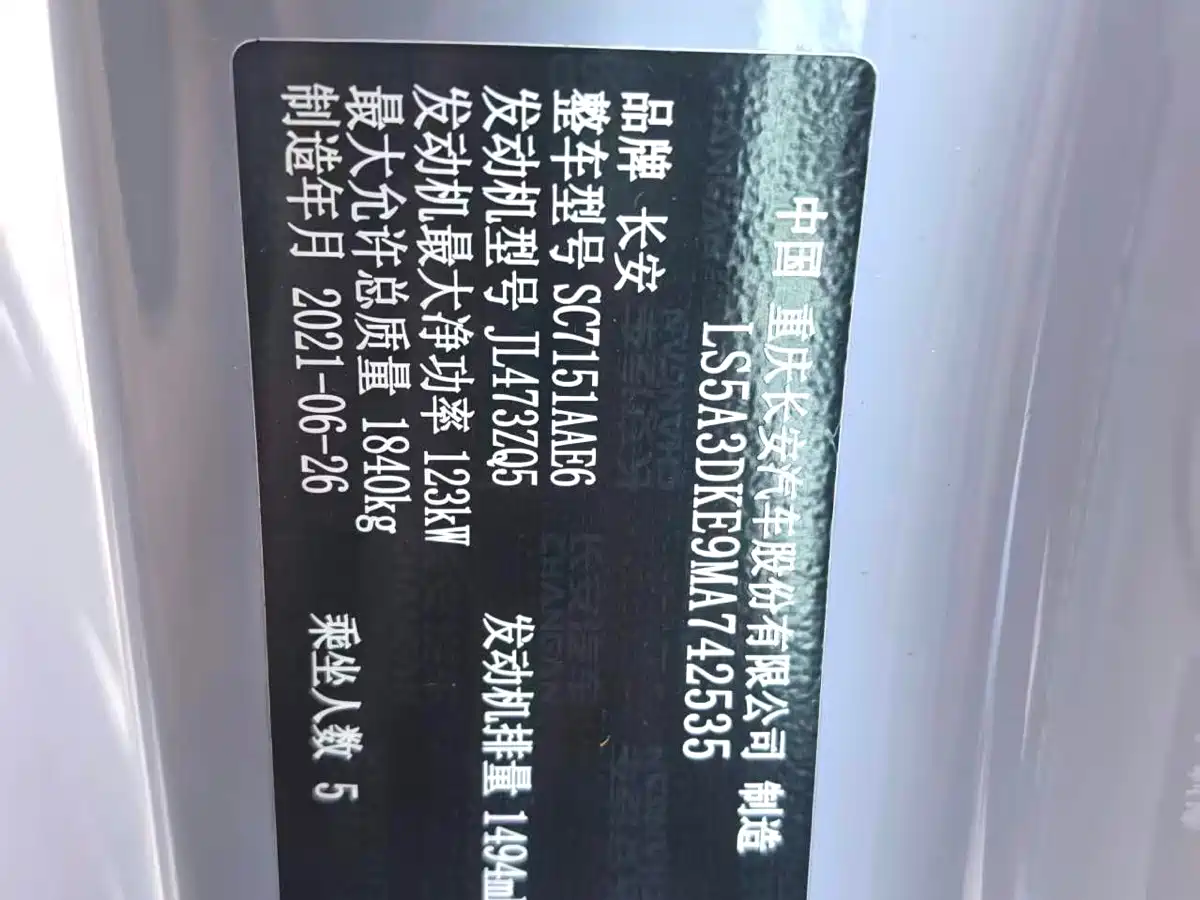 中国 重庆长安汽车股份有限公司 制造
LS5A3DKE9MA742535
品牌 长安
整车型号 SC7151AAE6
发动机型号 JL473ZQ5 发动机排量 1494ml
发动机最大净功率 123kW
最大允许总质量 1840kg
制造年月 2021-06-26 乘坐人数 5